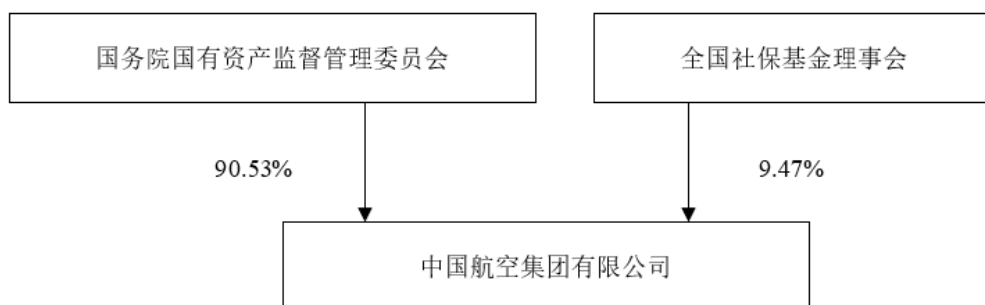 国务院国有资产监督管理委员会
全国社保基金理事会
90.53%
9.47%
中国航空集团有限公司